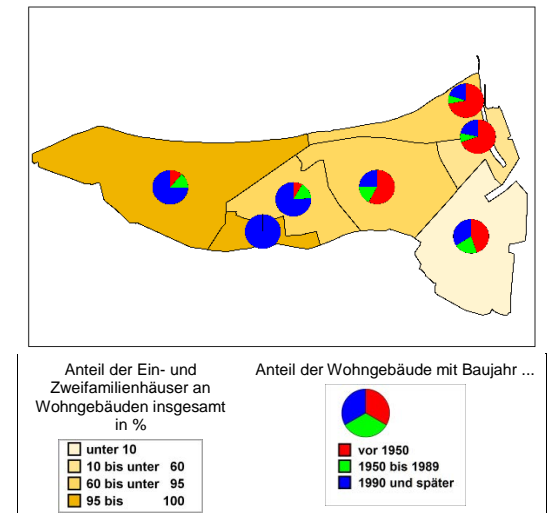 Anteil der Ein- und
Zweifamilienhäuser an
Wohngebäuden insgesamt
in %
unter 10
10 bis unter 60
60 bis unter 95
95 bis 100
Anteil der Wohngebäude mit Baujahr ...
vor 1950
1950 bis 1989
1990 und später